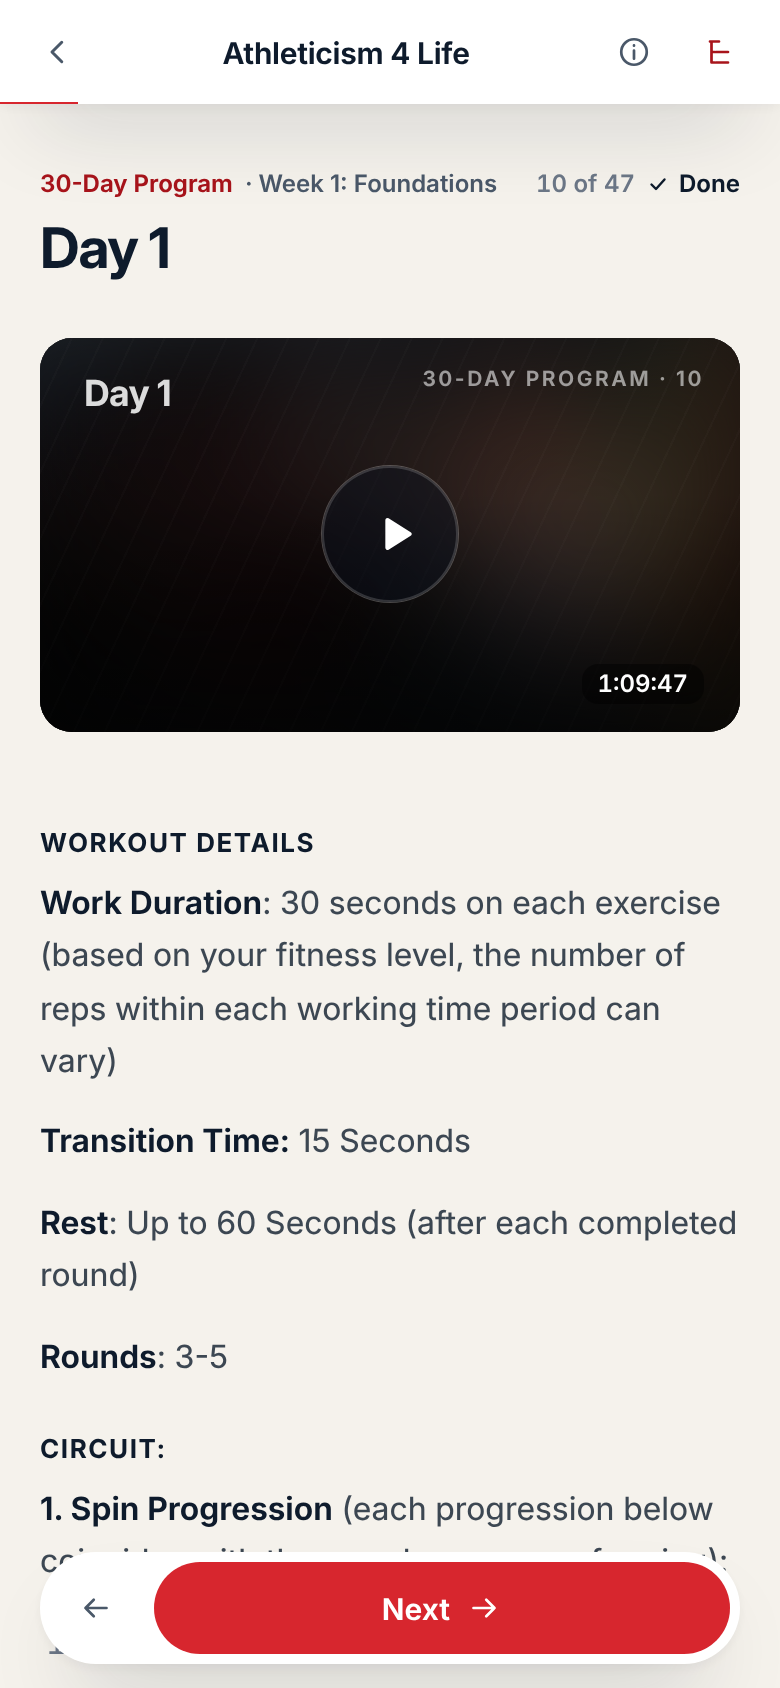 Athleticism 4 Life
30-Day Program · Week 1: Foundations 10 of 47 ✓ Done
Day 1
Day 1
30-DAY PROGRAM · 10
1:09:47
WORKOUT DETAILS
Work Duration: 30 seconds on each exercise
(based on your fitness level, the number of
reps within each working time period can
vary)
Transition Time: 15 Seconds
Rest: Up to 60 Seconds (after each completed
round)
Rounds: 3-5
CIRCUIT:
1. Spin Progression (each progression below
← Next →